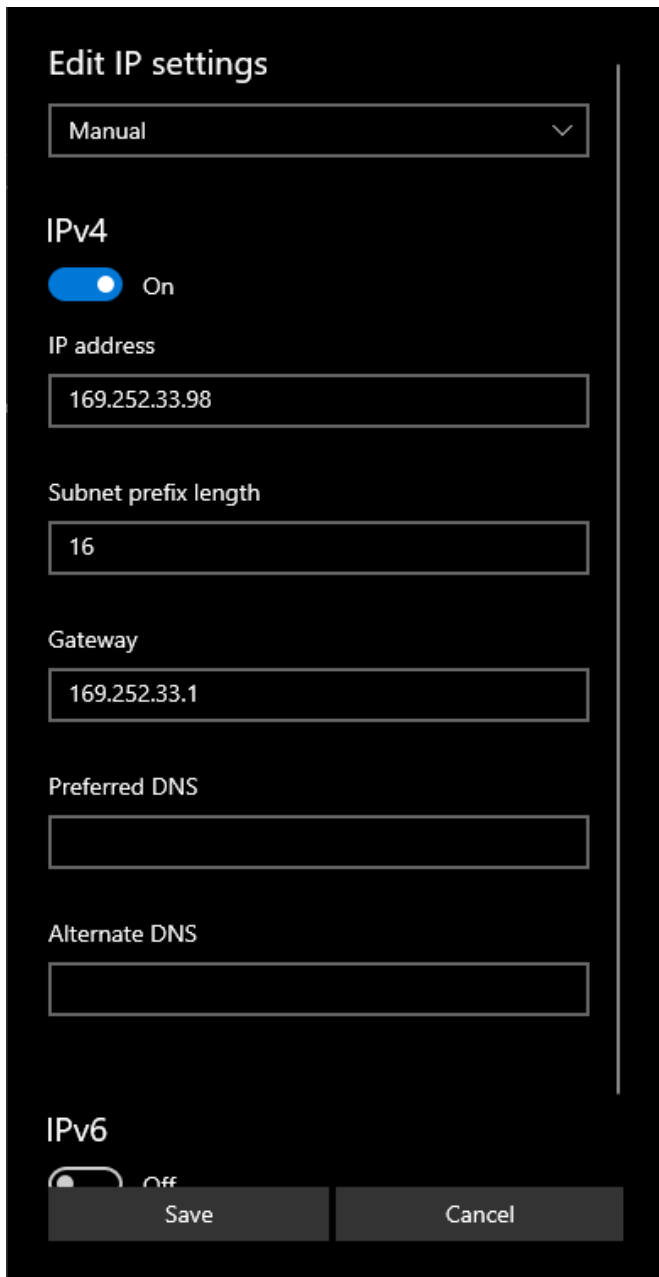 Edit IP settings
Manual
IPv4
On
IP address
169.252.33.98
Subnet prefix length
16
Gateway
169.252.33.1
Preferred DNS
Alternate DNS
IPv6
Off
Save
Cancel